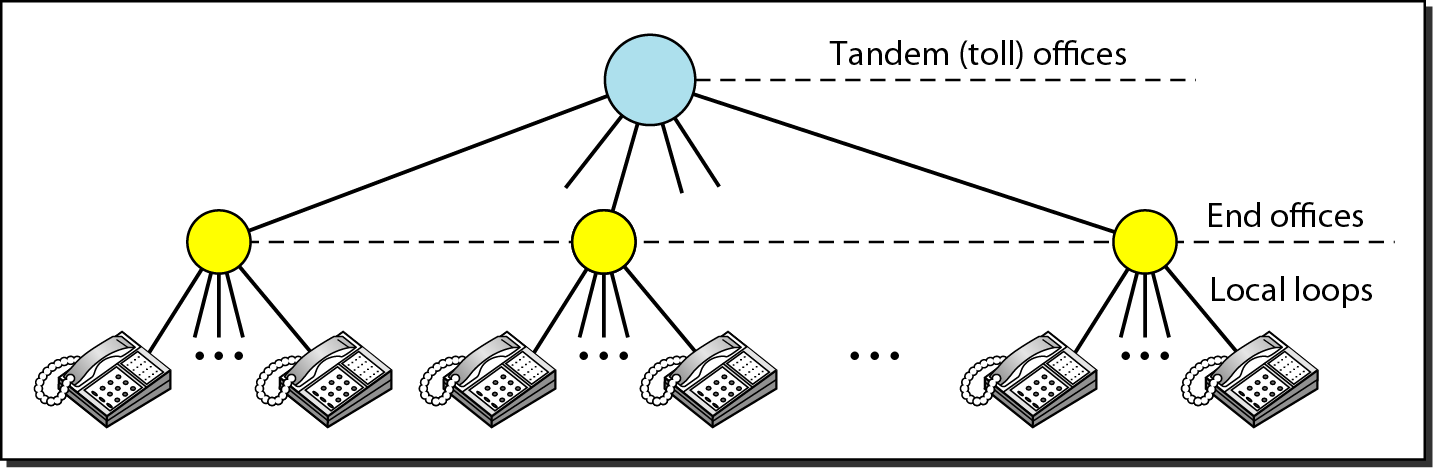 Tandem (toll) offices
End offices
Local loops